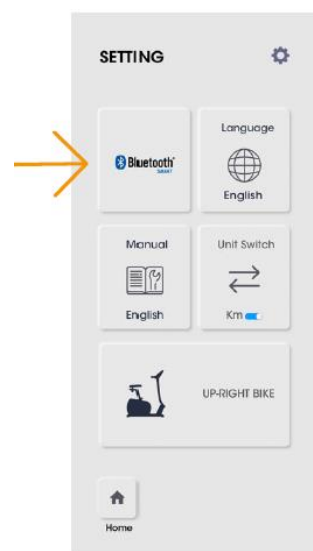 SETTING
Bluetooth
SMART
Language
English
Manual
English
Unit Switch
Km
UP-RIGHT BIKE
Home